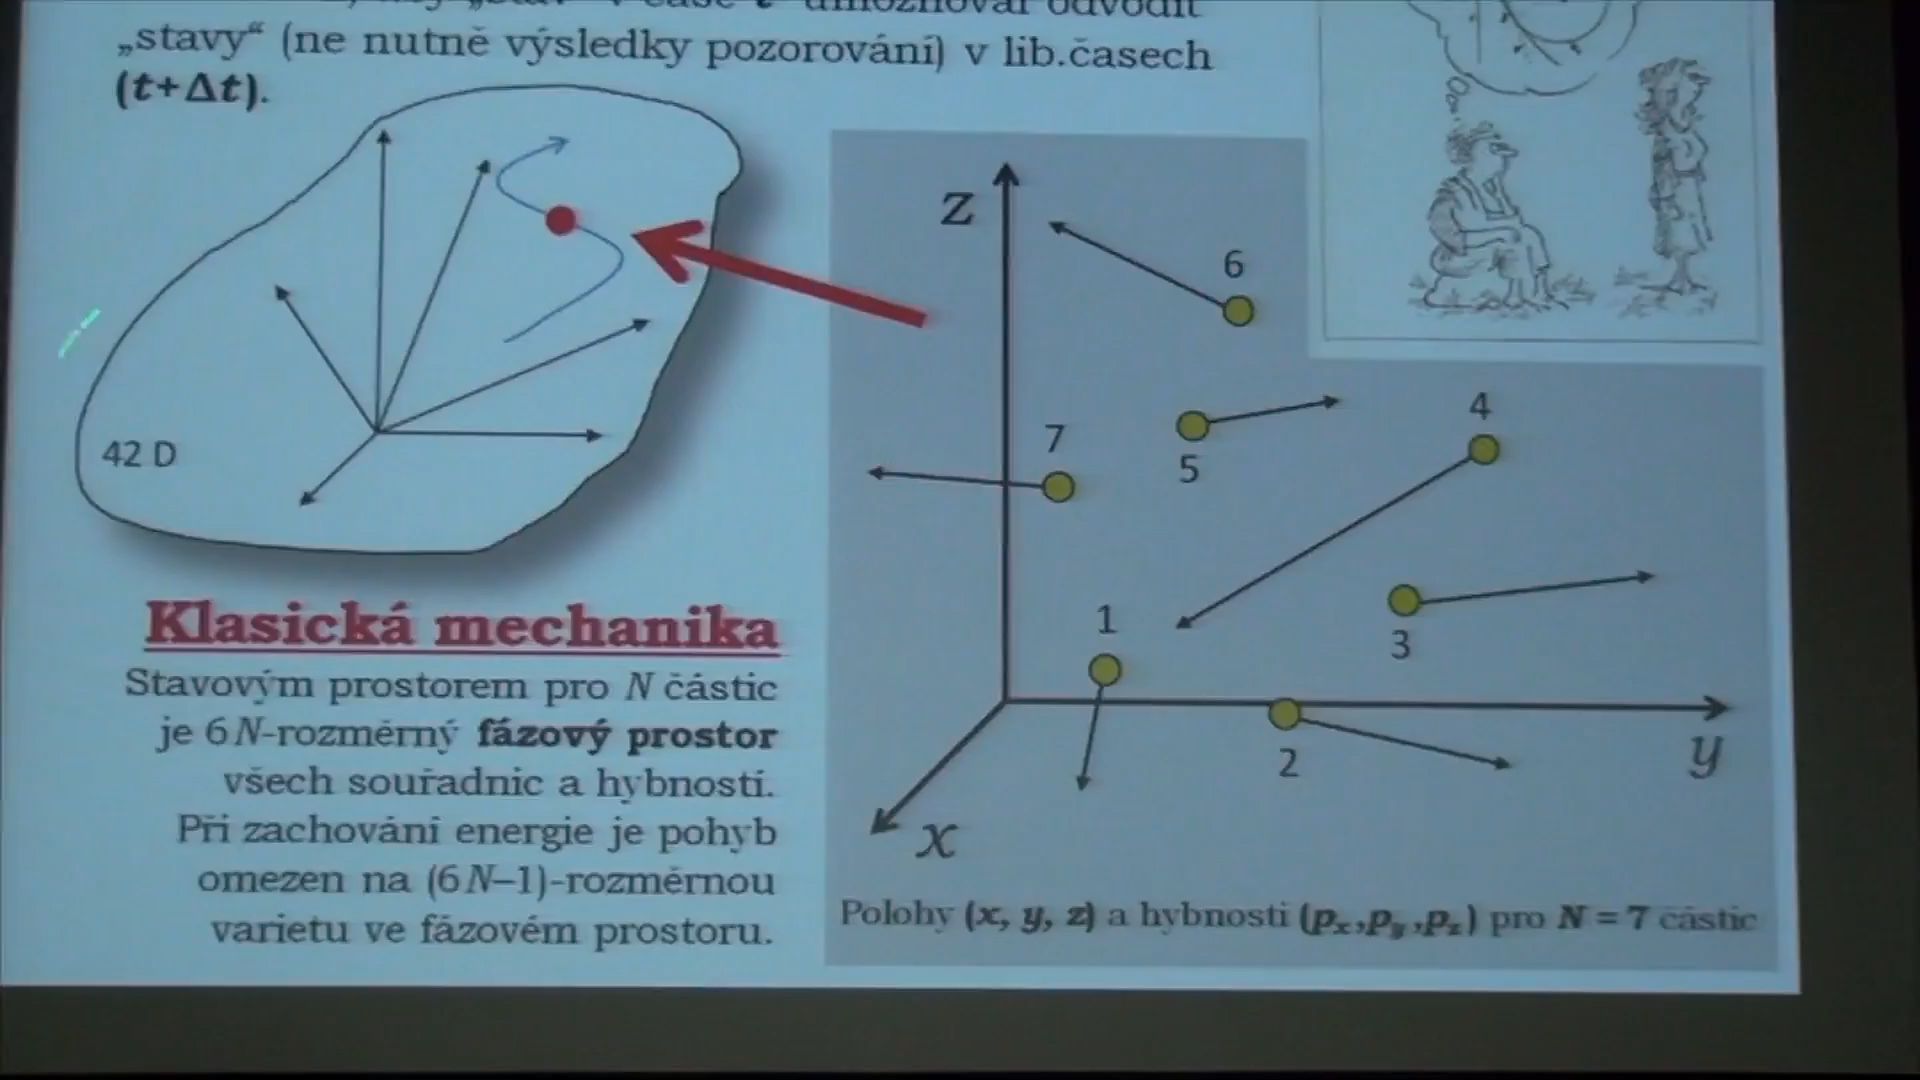 „stavy“ (ne nutně výsledky pozorování) v lib.časech
(t+Δt).
42 D
Klasická mechanika
Stavovým prostorem pro N částic
je 6N-rozměrný fázový prostor
všech souřadnic a hybností.
Při zachování energie je pohyb
omezen na (6N–1)-rozměrnou
varietu ve fázovém prostoru.
z
6
4
7
5
1
3
2
y
x
Polohy (x, y, z) a hybnosti (px,py,pz) pro N = 7 částic